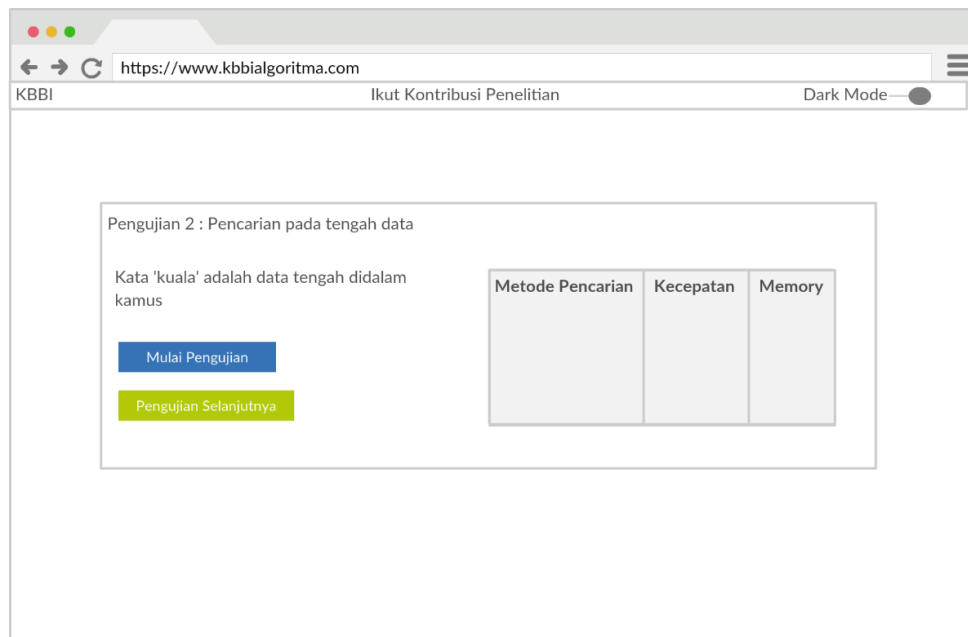 https://www.kbbialgoritma.com
KBBI Ikut Kontribusi Penelitian Dark Mode
Pengujian 2 : Pencarian pada tengah data
Kata 'kuala' adalah data tengah didalam
kamus
Metode Pencarian Kecepatan Memory
Mulai Pengujian
Pengujian Selanjutnya